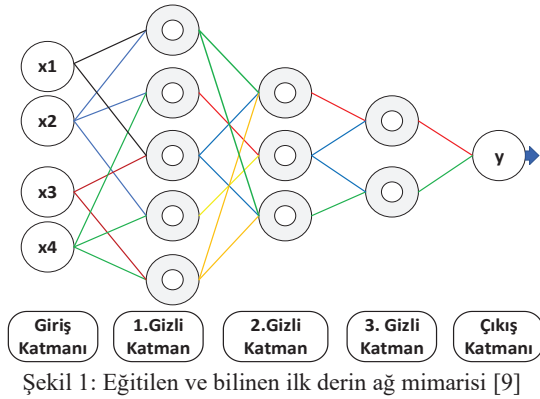 x1
x2
x3
x4
y
Giriş
Katmanı
1.Gizli
Katman
2.Gizli
Katman
3. Gizli
Katman
Çıkış
Katmanı
Şekil 1: Eğitilen ve bilinen ilk derin ağ mimarisi [9]